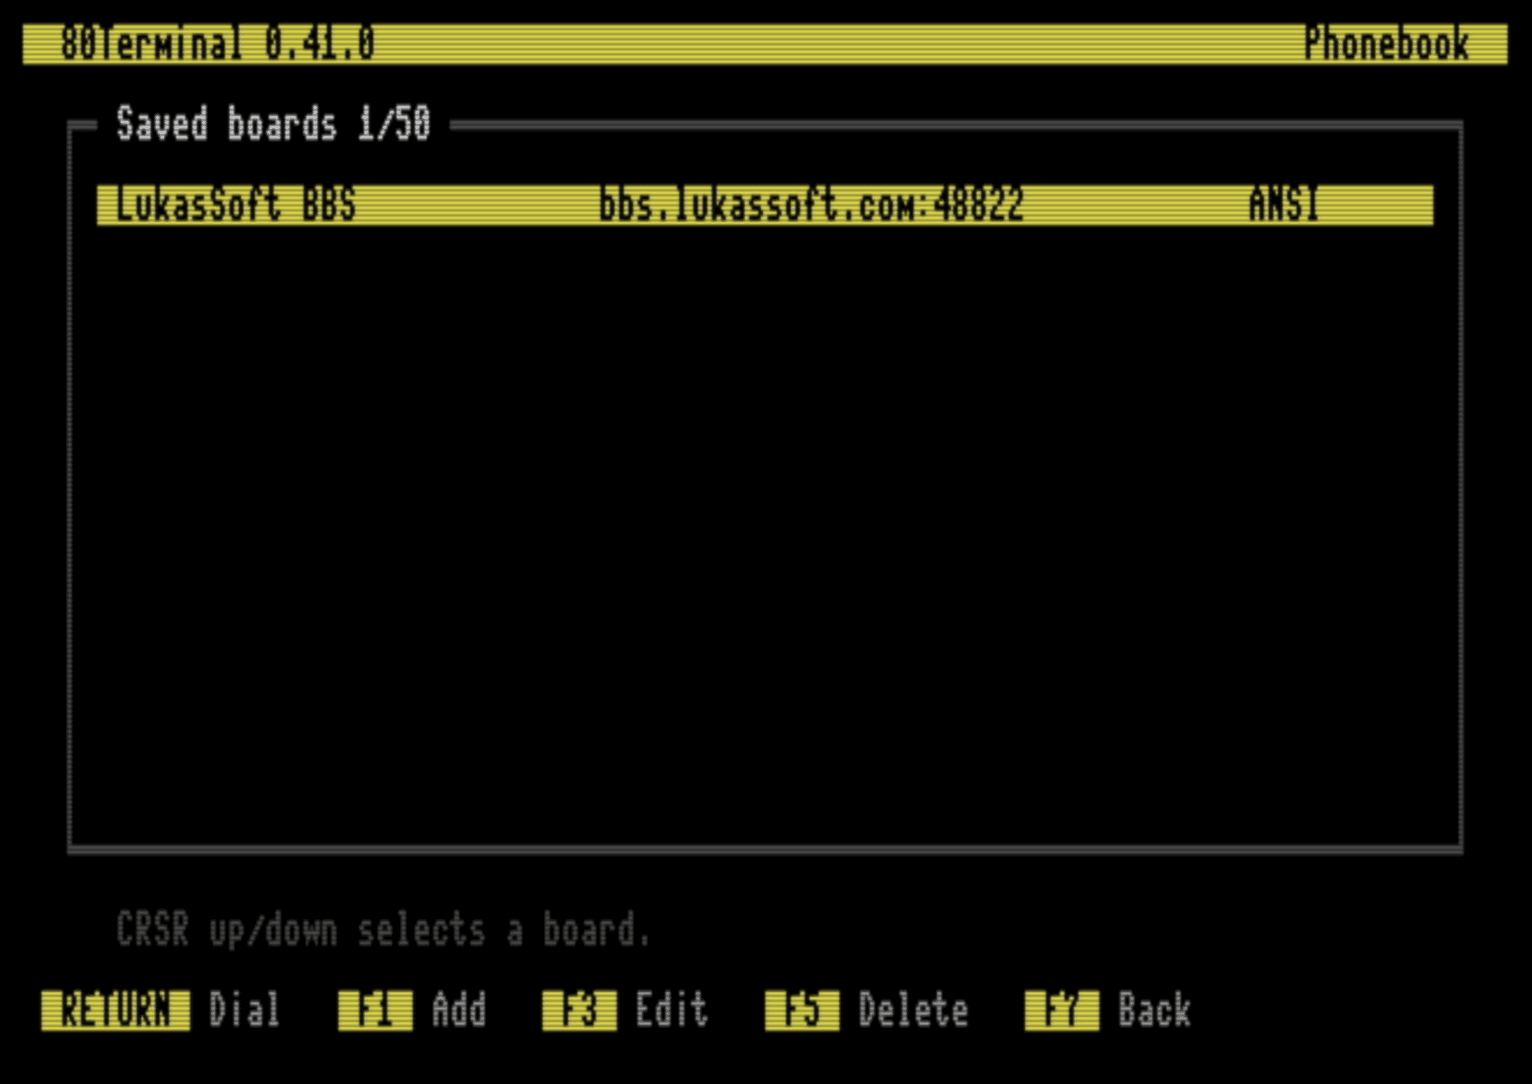 80Terminal 0.41.0 Phonebook
Saved boards 1/50
LukasSoft BBS bbs.lukassoft.com:48822 ANSI
CRSR up/down selects a board.
RETURN Dial F1 Add F3 Edit F5 Delete F7 Back